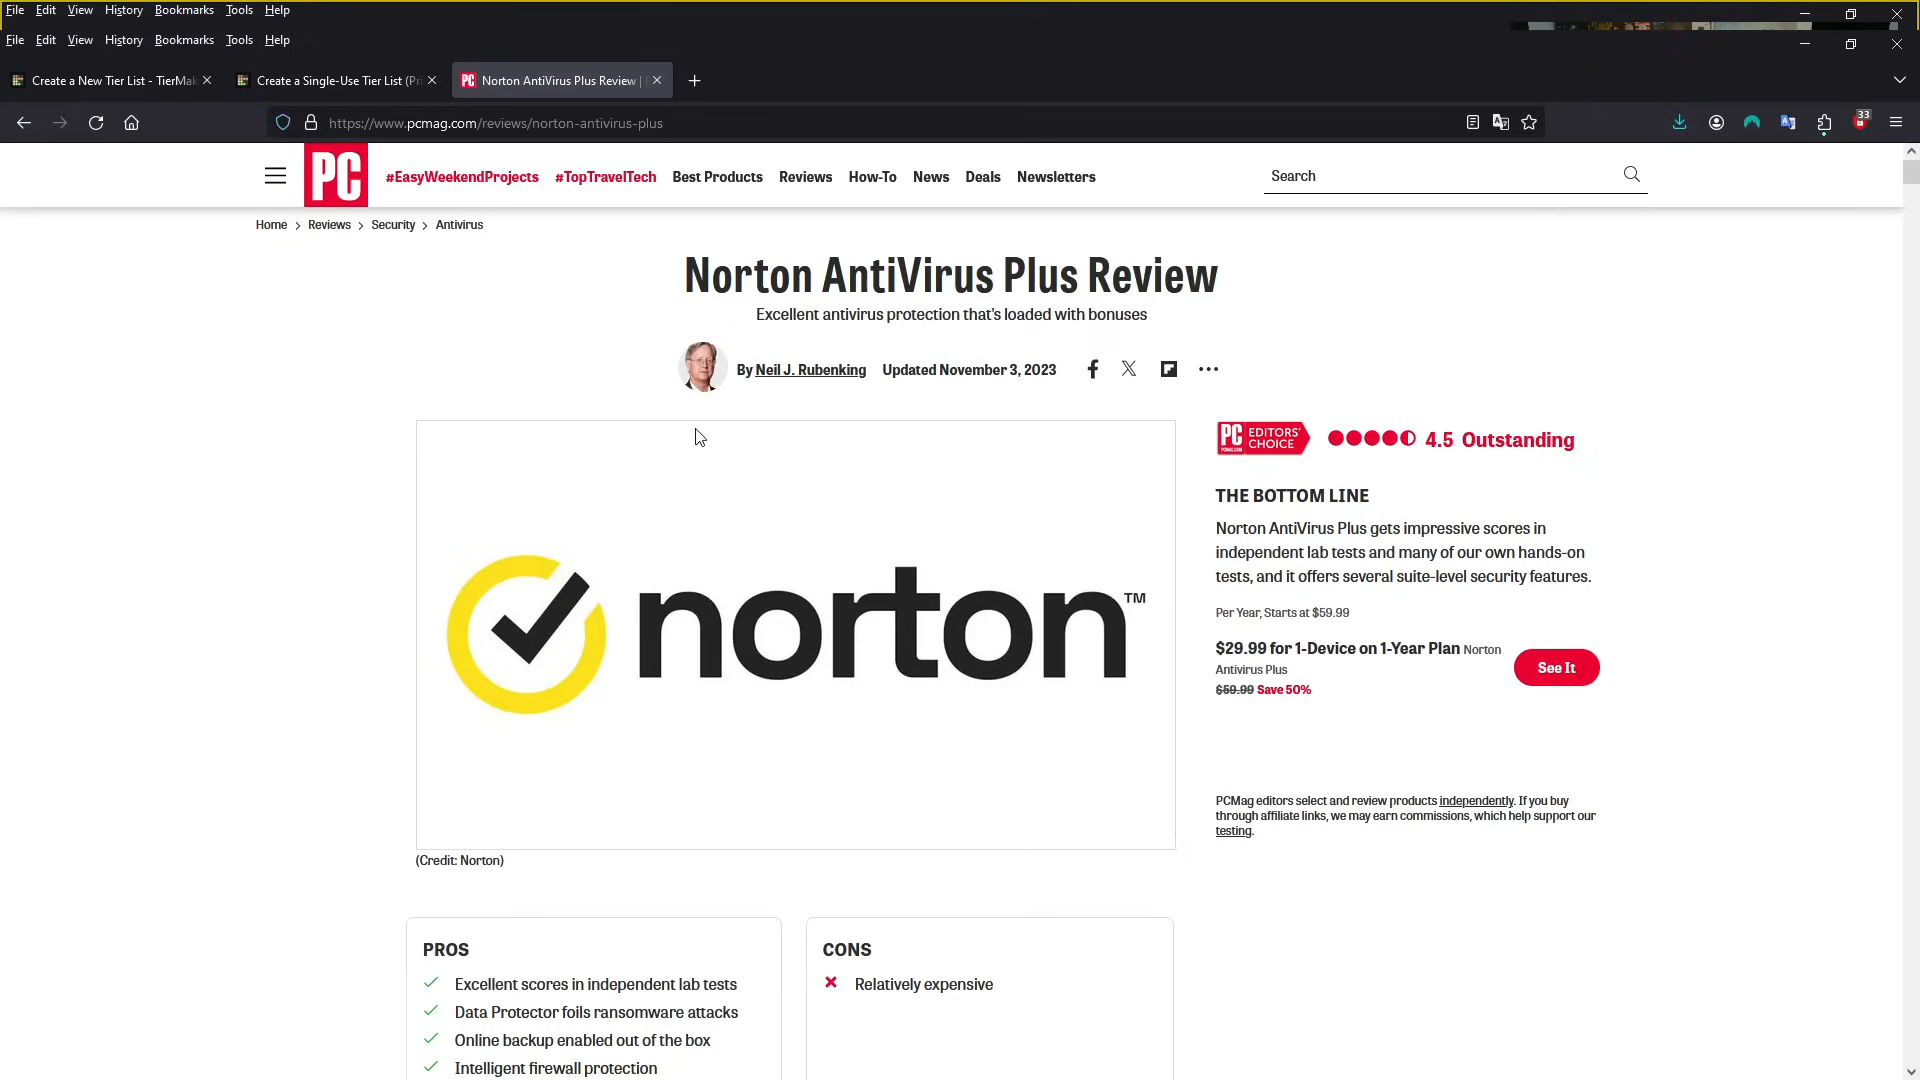 File Edit View History Bookmarks Tools Help
File Edit View History Bookmarks Tools Help
Create a New Tier List - TierMak
Create a Single-Use Tier List (Pr
Norton AntiVirus Plus Review |
https://www.pcmag.com/reviews/norton-antivirus-plus
33
PC
#EasyWeekendProjects #TopTravelTech Best Products Reviews How-To News Deals Newsletters
Search
Home > Reviews > Security > Antivirus
Norton AntiVirus Plus Review
Excellent antivirus protection that's loaded with bonuses
By Neil J. Rubenking Updated November 3, 2023
norton™
(Credit: Norton)
PC PCMAG.COM EDITORS' CHOICE
4.5 Outstanding
THE BOTTOM LINE
Norton AntiVirus Plus gets impressive scores in
independent lab tests and many of our own hands-on
tests, and it offers several suite-level security features.
Per Year, Starts at $59.99
$29.99 for 1-Device on 1-Year Plan Norton
Antivirus Plus
$59.99 Save 50%
See It
PCMag editors select and review products independently. If you buy
through affiliate links, we may earn commissions, which help support our
testing.
PROS
Excellent scores in independent lab tests
Data Protector foils ransomware attacks
Online backup enabled out of the box
Intelligent firewall protection
CONS
Relatively expensive